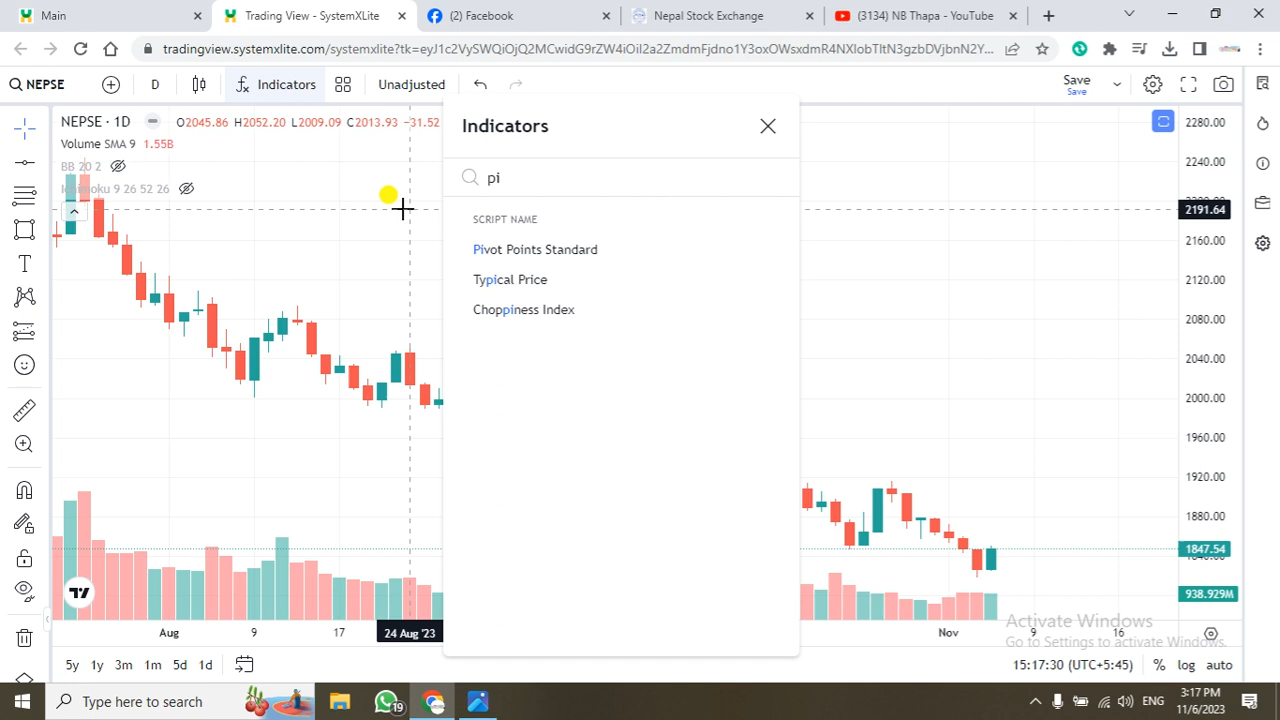 Main
Trading View - SystemXLite
(2) Facebook
Nepal Stock Exchange
(3134) NB Thapa - YouTube
tradingview.systemxlite.com/systemxlite?tk=
NEPSE
D
Indicators
Unadjusted
Save
Save
NEPSE · 1D
O2045.86 H2052.20 L2009.09 C2013.93 −31.52
Volume SMA 9 1.55B
BB 20 2
Ichimoku 9 26 52 26
Indicators
pi
SCRIPT NAME
Pivot Points Standard
Typical Price
Choppiness Index
2280.00
2240.00
2191.64
2160.00
2120.00
2080.00
2040.00
2000.00
1960.00
1920.00
1880.00
1847.54
938.929M
Aug
9
17
24 Aug '23
Nov
16
Activate Windows
Go to Settings to activate Windows.
5y 1y 3m 1m 5d 1d
15:17:30 (UTC+5:45)
% log auto
Type here to search
19
ENG
3:17 PM
11/6/2023